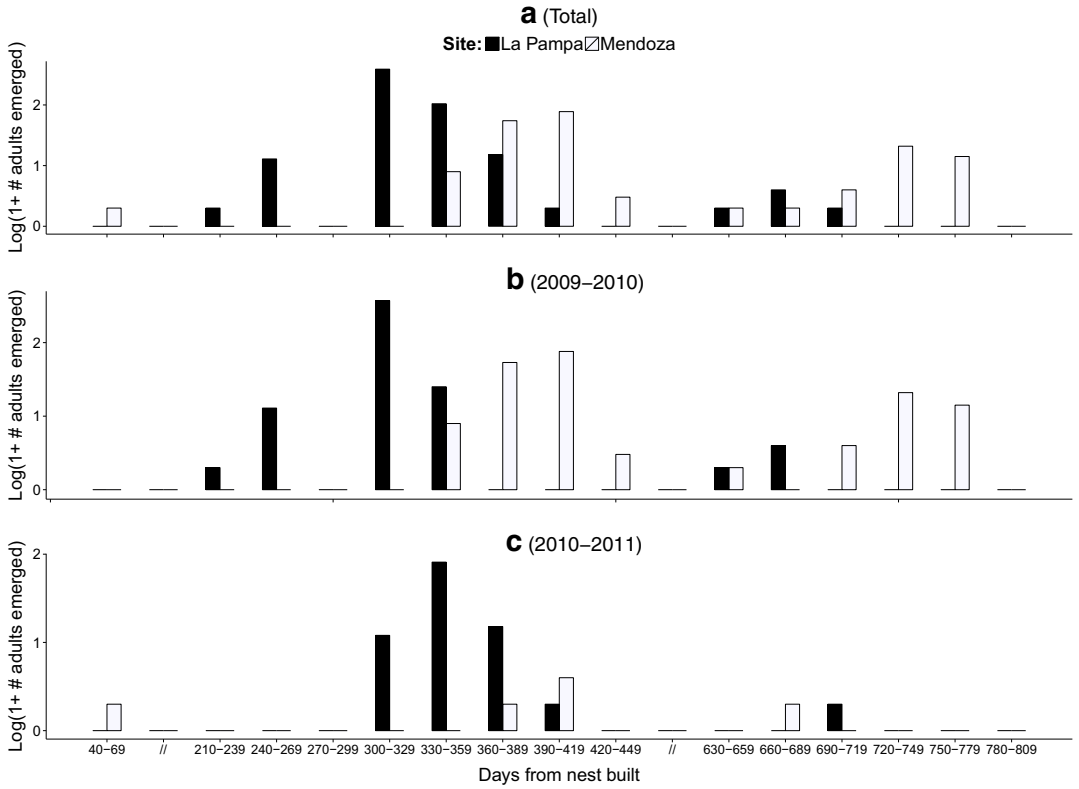 a (Total)
Site: La Pampa Mendoza
Log(1+ # adults emerged)
2
1
0
b (2009−2010)
Log(1+ # adults emerged)
2
1
0
c (2010−2011)
Log(1+ # adults emerged)
2
1
0
40−69 // 210−239 240−269 270−299 300−329 330−359 360−389 390−419 420−449 // 630−659 660−689 690−719 720−749 750−779 780−809
Days from nest built